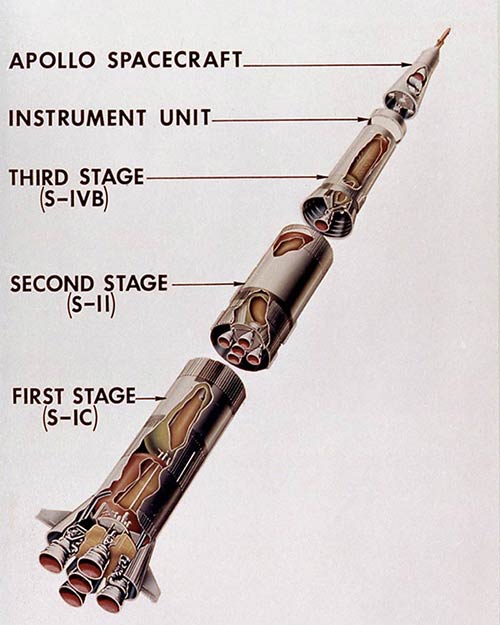 APOLLO SPACECRAFT
INSTRUMENT UNIT
THIRD STAGE
(S-IVB)
SECOND STAGE
(S-II)
FIRST STAGE
(S-IC)